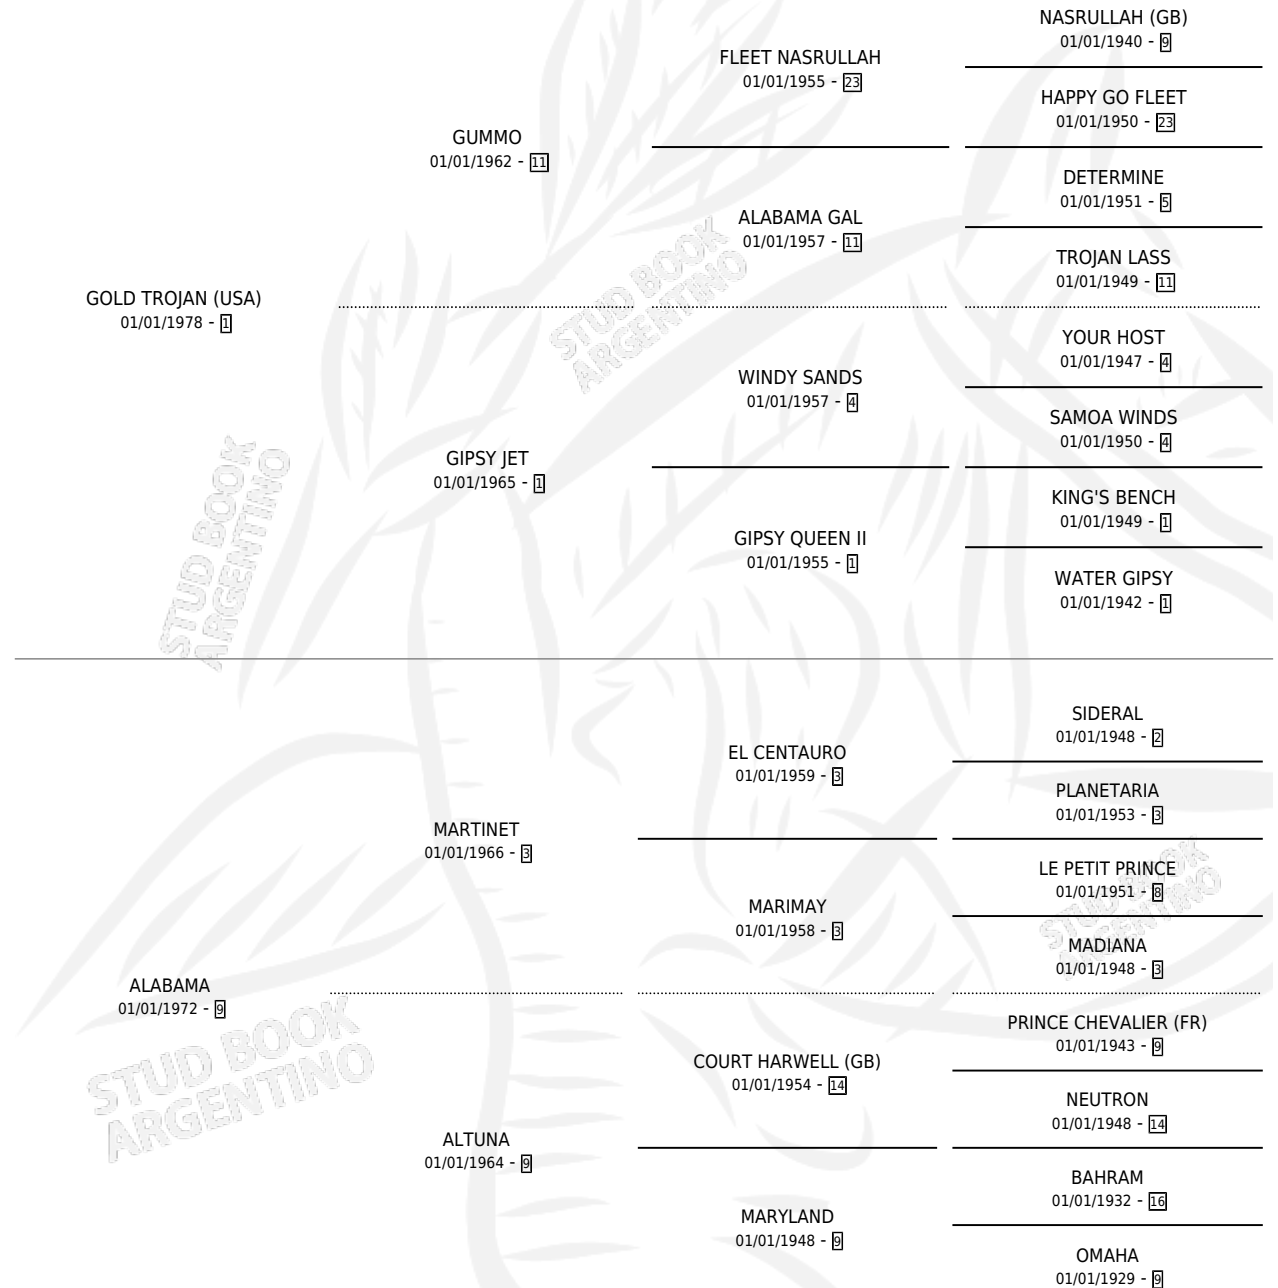 NASRULLAH (GB)
01/01/1940 - 9
FLEET NASRULLAH
01/01/1955 - 23
HAPPY GO FLEET
01/01/1950 - 23
GUMMO
01/01/1962 - 11
DETERMINE
01/01/1951 - 5
ALABAMA GAL
01/01/1957 - 11
TROJAN LASS
01/01/1949 - 11
GOLD TROJAN (USA)
01/01/1978 - 1
YOUR HOST
01/01/1947 - 4
WINDY SANDS
01/01/1957 - 4
SAMOA WINDS
01/01/1950 - 4
GIPSY JET
01/01/1965 - 1
KING'S BENCH
01/01/1949 - 1
GIPSY QUEEN II
01/01/1955 - 1
WATER GIPSY
01/01/1942 - 1
SIDERAL
01/01/1948 - 2
EL CENTAURO
01/01/1959 - 3
PLANETARIA
01/01/1953 - 3
MARTINET
01/01/1966 - 3
LE PETIT PRINCE
01/01/1951 - 8
MARIMAY
01/01/1958 - 3
MADIANA
01/01/1948 - 3
ALABAMA
01/01/1972 - 9
PRINCE CHEVALIER (FR)
01/01/1943 - 9
COURT HARWELL (GB)
01/01/1954 - 14
NEUTRON
01/01/1948 - 14
ALTUNA
01/01/1964 - 9
BAHRAM
01/01/1932 - 16
MARYLAND
01/01/1948 - 9
OMAHA
01/01/1929 - 9
STUD BOOK
ARGENTINO
STUD BOOK
ARGENTINO
STUD BOOK
ARGENTINO
STUD BOOK
ARGENTINO